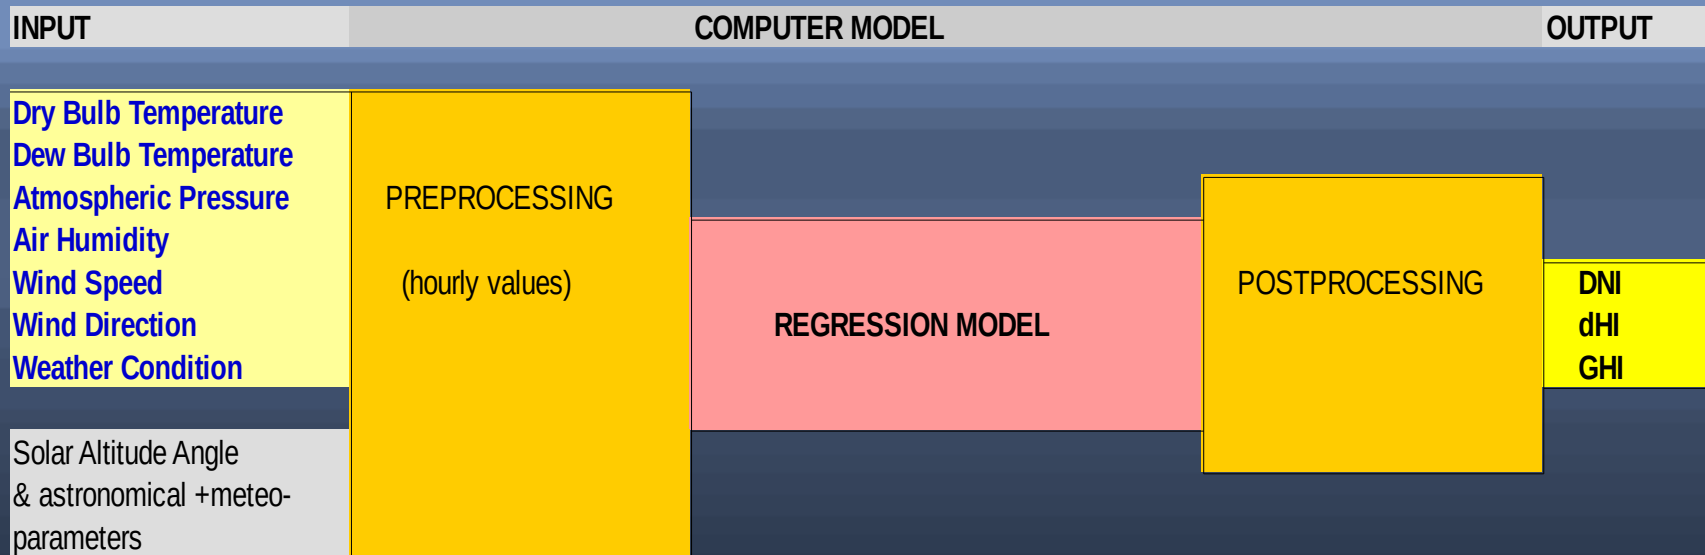 INPUT
COMPUTER MODEL
OUTPUT
Dry Bulb Temperature
Dew Bulb Temperature
Atmospheric Pressure
Air Humidity
Wind Speed
Wind Direction
Weather Condition
Solar Altitude Angle
& astronomical +meteo-
parameters
PREPROCESSING
(hourly values)
REGRESSION MODEL
POSTPROCESSING
DNI
dHI
GHI